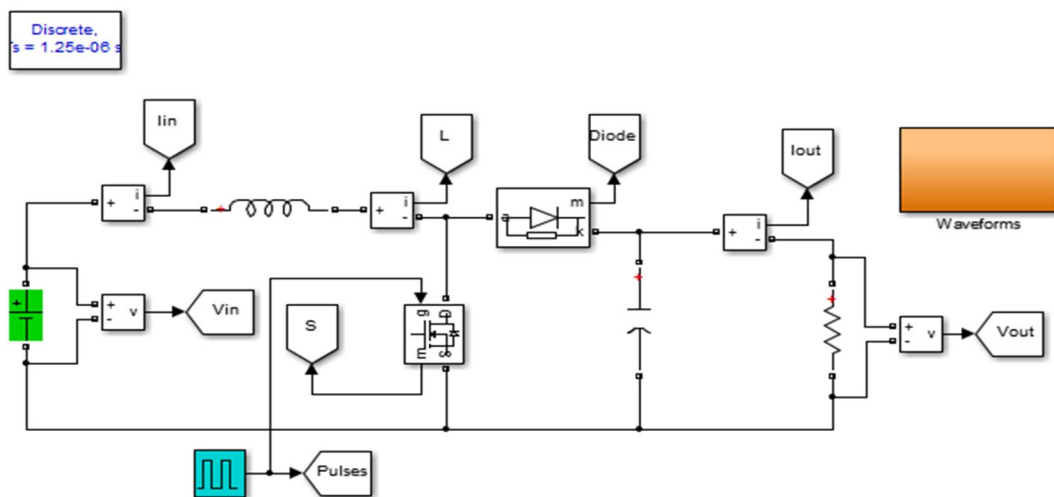 Discrete,
s = 1.25e-06 s
Iin
L
Diode
Iout
i
+
-
+
i
+
-
a
m
k
i
+
-
Waveforms
+
+
-
v
Vin
S
g
D
m
S
+
-
v
Vout
Pulses